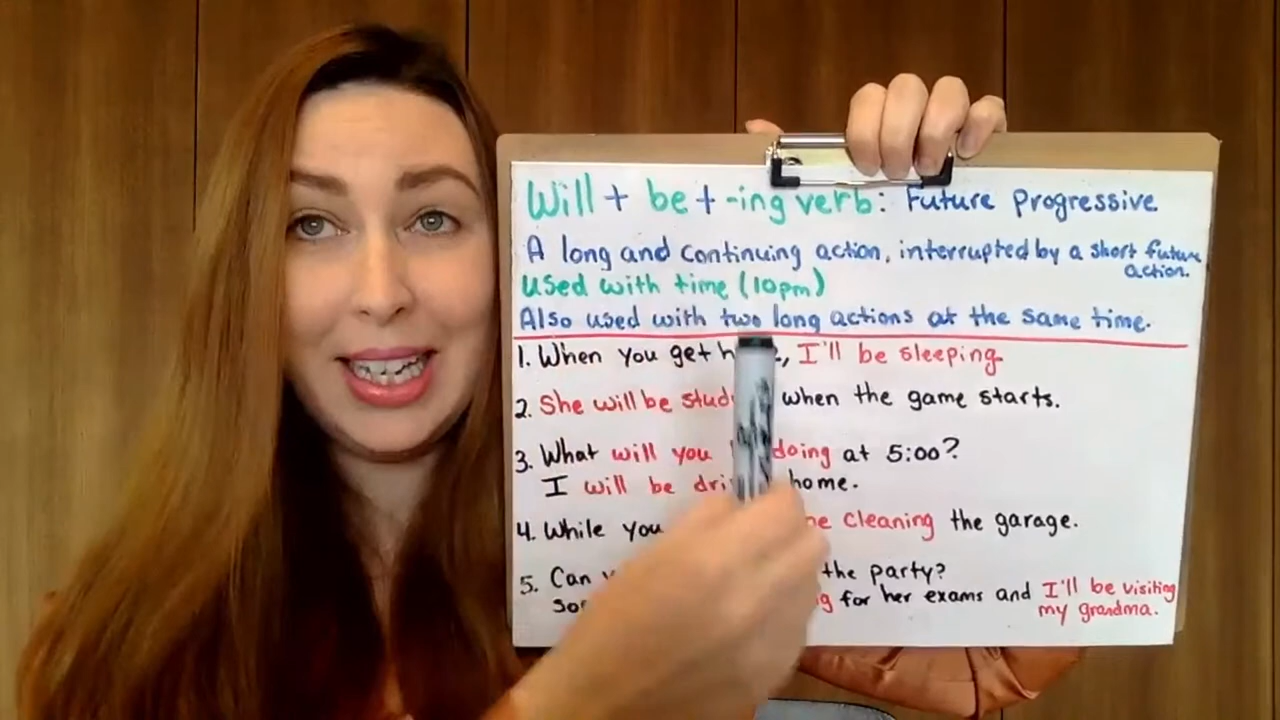 Will + be + -ing verb: Future Progressive
A long and continuing action, interrupted by a short future
action.
Used with time (10pm)
Also used with two long actions at the same time.
1. When you get I'll be sleeping
2. She will be when the game starts.
3. What will you doing at 5:00?
I will be home.
4. While you cleaning the garage.
5. Can the party?
for her exams and I'll be visiting
my grandma.